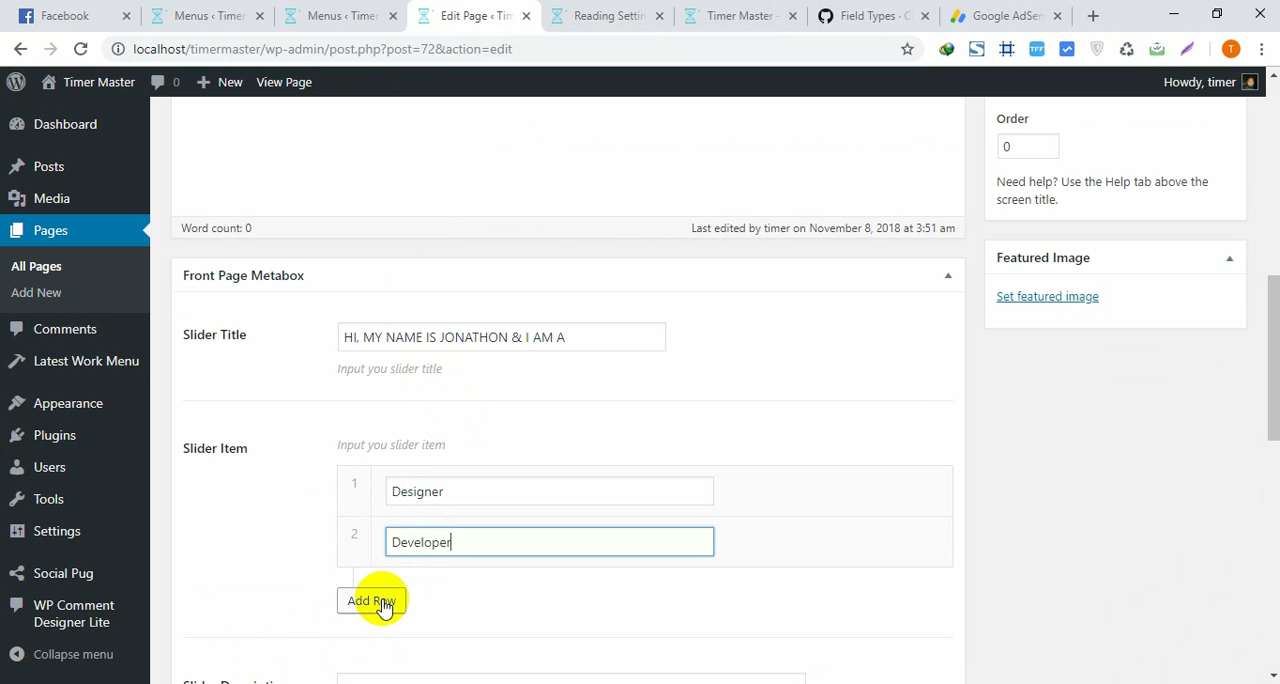 Facebook
Menus ‹ Timer
Menus ‹ Timer
Edit Page ‹ Tim
Reading Settin
Timer Master –
Field Types · C
Google AdSen
localhost/timermaster/wp-admin/post.php?post=72&action=edit
TFF
T
Timer Master
0
New
View Page
Howdy, timer
Dashboard
Posts
Media
Pages
All Pages
Add New
Comments
Latest Work Menu
Appearance
Plugins
Users
Tools
Settings
Social Pug
WP Comment
Designer Lite
Collapse menu
Word count: 0
Last edited by timer on November 8, 2018 at 3:51 am
Front Page Metabox
Slider Title
HI, MY NAME IS JONATHON & I AM A
Input you slider title
Slider Item
Input you slider item
1
Designer
2
Developer
Add Row
Order
0
Need help? Use the Help tab above the
screen title.
Featured Image
Set featured image